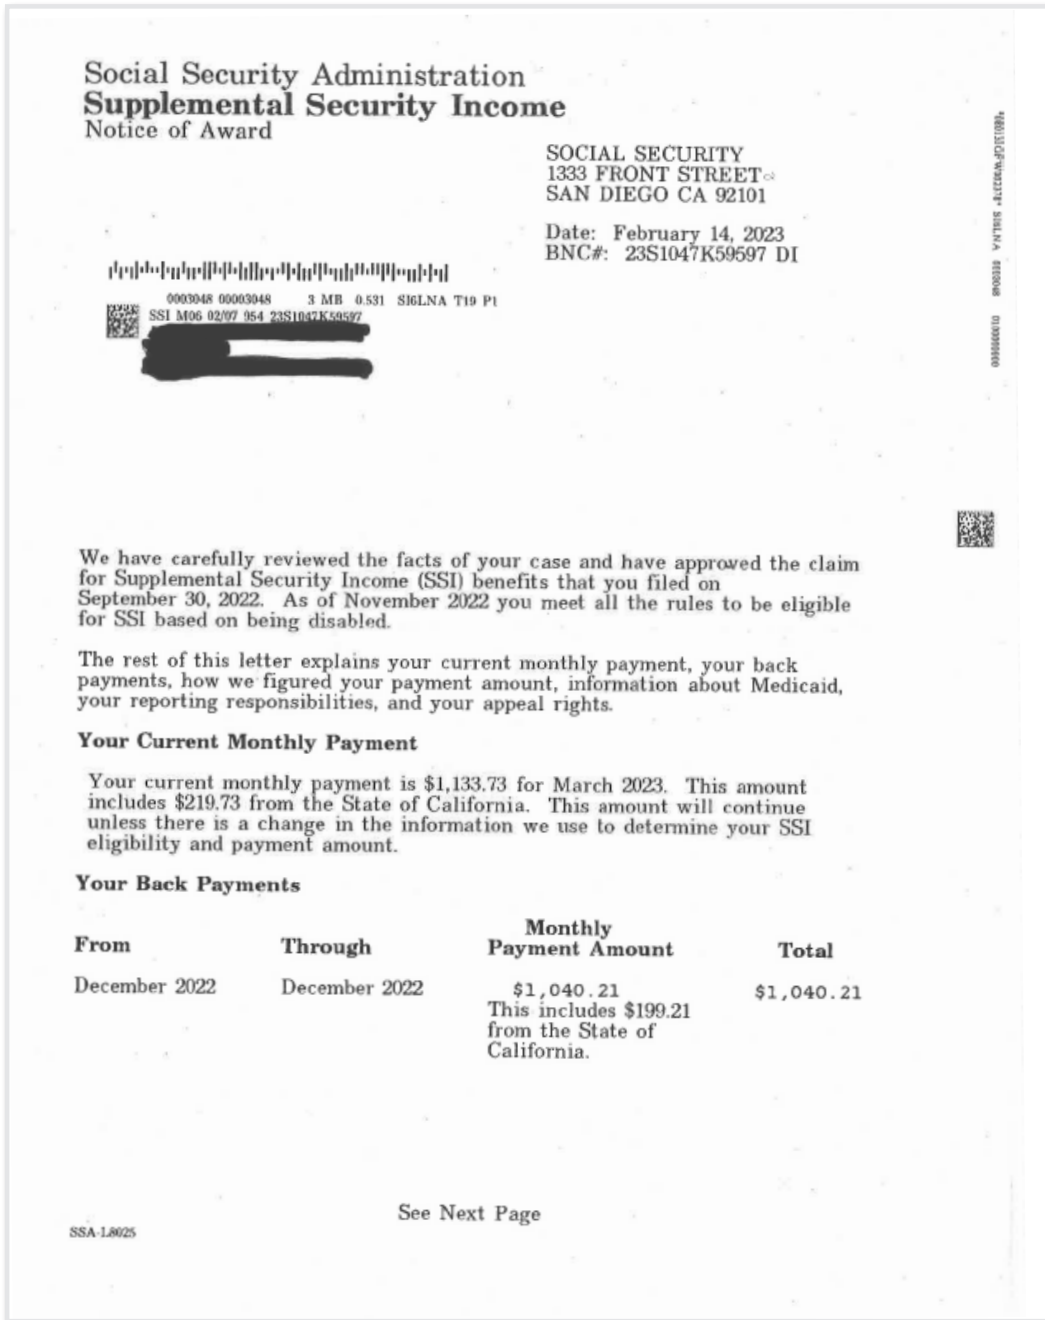 Social Security Administration
Supplemental Security Income
Notice of Award
SOCIAL SECURITY
1333 FRONT STREET
SAN DIEGO CA 92101
Date: February 14, 2023
BNC#: 23S1047K59597 DI
0003048 00003048 3 MB 0.531 SI6LNA T19 P1
SSI M06 02/07 954 23S1047K59597
We have carefully reviewed the facts of your case and have approved the claim
for Supplemental Security Income (SSI) benefits that you filed on
September 30, 2022. As of November 2022 you meet all the rules to be eligible
for SSI based on being disabled.
The rest of this letter explains your current monthly payment, your back
payments, how we figured your payment amount, information about Medicaid,
your reporting responsibilities, and your appeal rights.
Your Current Monthly Payment
Your current monthly payment is $1,133.73 for March 2023. This amount
includes $219.73 from the State of California. This amount will continue
unless there is a change in the information we use to determine your SSI
eligibility and payment amount.
Your Back Payments
From Through Monthly Payment Amount Total
December 2022 December 2022 $1,040.21 $1,040.21
This includes $199.21
from the State of
California.
See Next Page
SSA-L8025